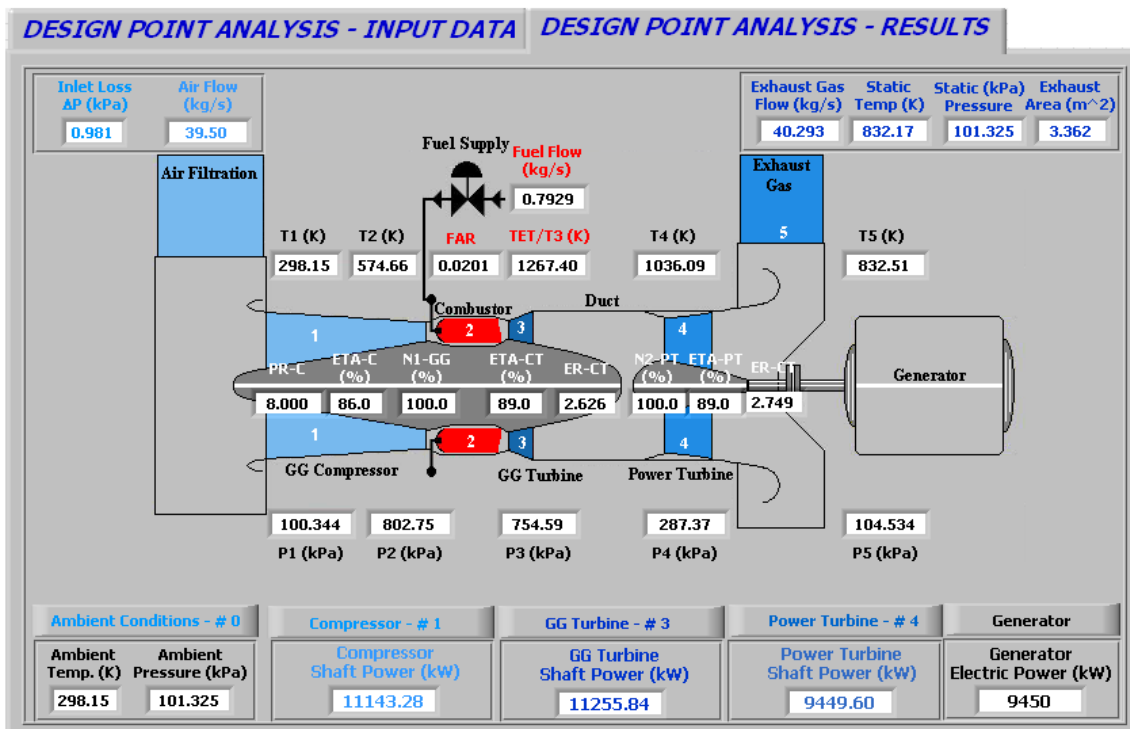 DESIGN POINT ANALYSIS - INPUT DATA
DESIGN POINT ANALYSIS - RESULTS
Inlet Loss
ΔP (kPa)
0.981
Air Flow
(kg/s)
39.50
Exhaust Gas
Flow (kg/s)
40.293
Static
Temp (K)
832.17
Static (kPa)
Pressure
101.325
Exhaust
Area (m^2)
3.362
Air Filtration
Fuel Supply
Fuel Flow
(kg/s)
0.7929
Exhaust
Gas
5
T1 (K)
298.15
T2 (K)
574.66
FAR
0.0201
TET/T3 (K)
1267.40
T4 (K)
1036.09
T5 (K)
832.51
Combustor
Duct
1
2
3
4
PR-C
8.000
ETA-C
(%)
86.0
N1-GG
(%)
100.0
ETA-CT
(%)
89.0
ER-CT
2.626
N2-PT
(%)
100.0
ETA-PT
(%)
89.0
ER-CT
2.749
Generator
1
2
3
4
GG Compressor
GG Turbine
Power Turbine
100.344
P1 (kPa)
802.75
P2 (kPa)
754.59
P3 (kPa)
287.37
P4 (kPa)
104.534
P5 (kPa)
Ambient Conditions - # 0
Ambient
Temp. (K)
298.15
Ambient
Pressure (kPa)
101.325
Compressor - # 1
Compressor
Shaft Power (kW)
11143.28
GG Turbine - # 3
GG Turbine
Shaft Power (kW)
11255.84
Power Turbine - # 4
Power Turbine
Shaft Power (kW)
9449.60
Generator
Generator
Electric Power (kW)
9450